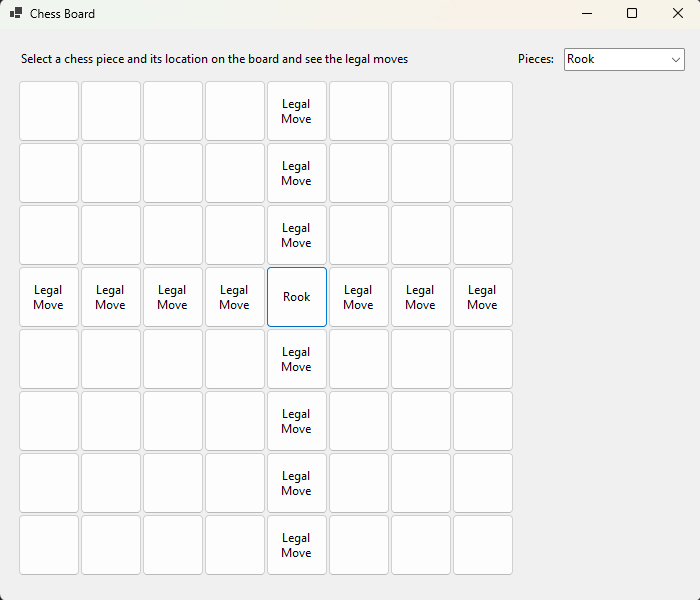 Chess Board
Select a chess piece and its location on the board and see the legal moves
Pieces: Rook
Legal
Move
Legal
Move
Legal
Move
Legal Legal Legal Legal Rook Legal Legal Legal
Move Move Move Move Move Move Move
Legal
Move
Legal
Move
Legal
Move
Legal
Move